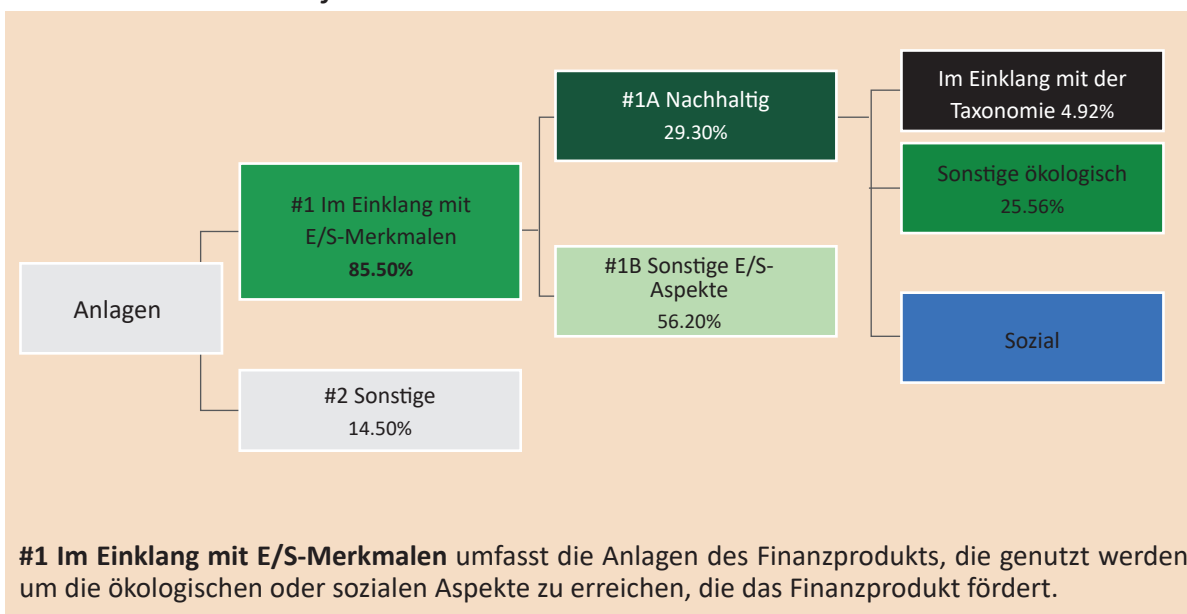 #1A Nachhaltig
29.30%
Im Einklang mit der
Taxonomie 4.92%
#1 Im Einklang mit
E/S-Merkmalen
85.50%
Sonstige ökologisch
25.56%
Anlagen
#1B Sonstige E/S-
Aspekte
56.20%
Sozial
#2 Sonstige
14.50%
#1 Im Einklang mit E/S-Merkmalen umfasst die Anlagen des Finanzprodukts, die genutzt werden
um die ökologischen oder sozialen Aspekte zu erreichen, die das Finanzprodukt fördert.